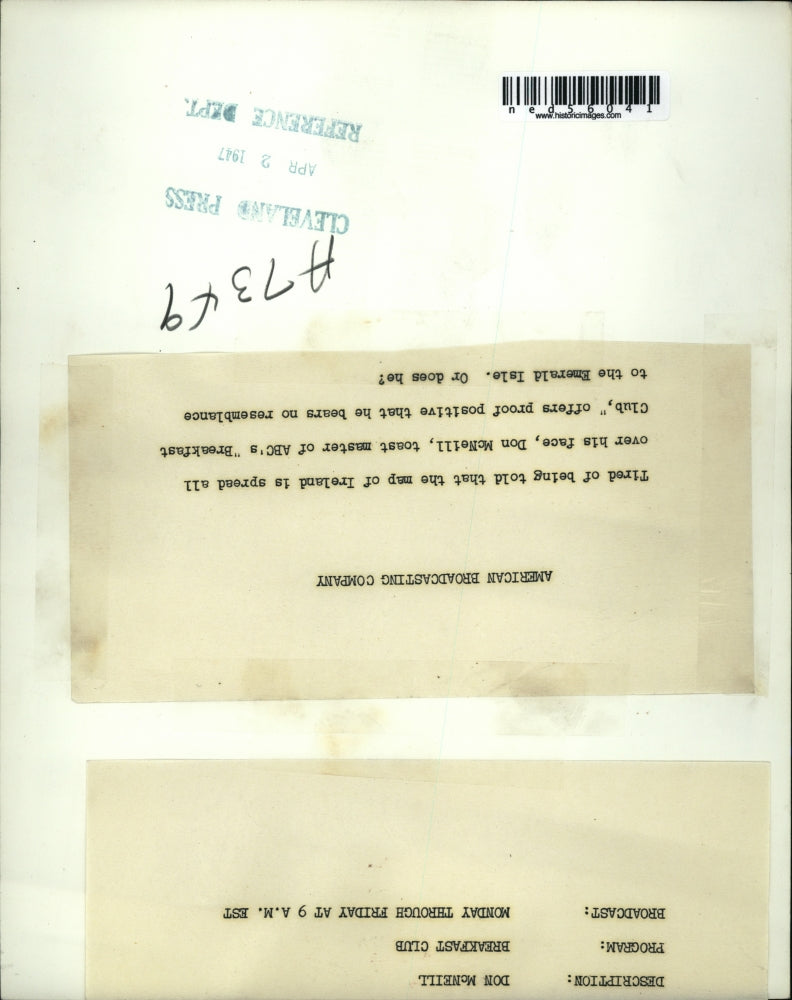 DESCRIPTION: DON McNEILL
PROGRAM: BREAKFAST CLUB
BROADCAST: MONDAY THROUGH FRIDAY AT 9 A.M. EST
AMERICAN BROADCASTING COMPANY
Tired of being told that the map of Ireland is spread all
over his face, Don McNeill, toast master of ABC's "Breakfast
Club," offers proof positive that he bears no resemblance
to the Emerald Isle. Or does he?
CLEVELAND PRESS
APR 2 1947
REFERENCE DEPT.
ned56041
www.historicimages.com